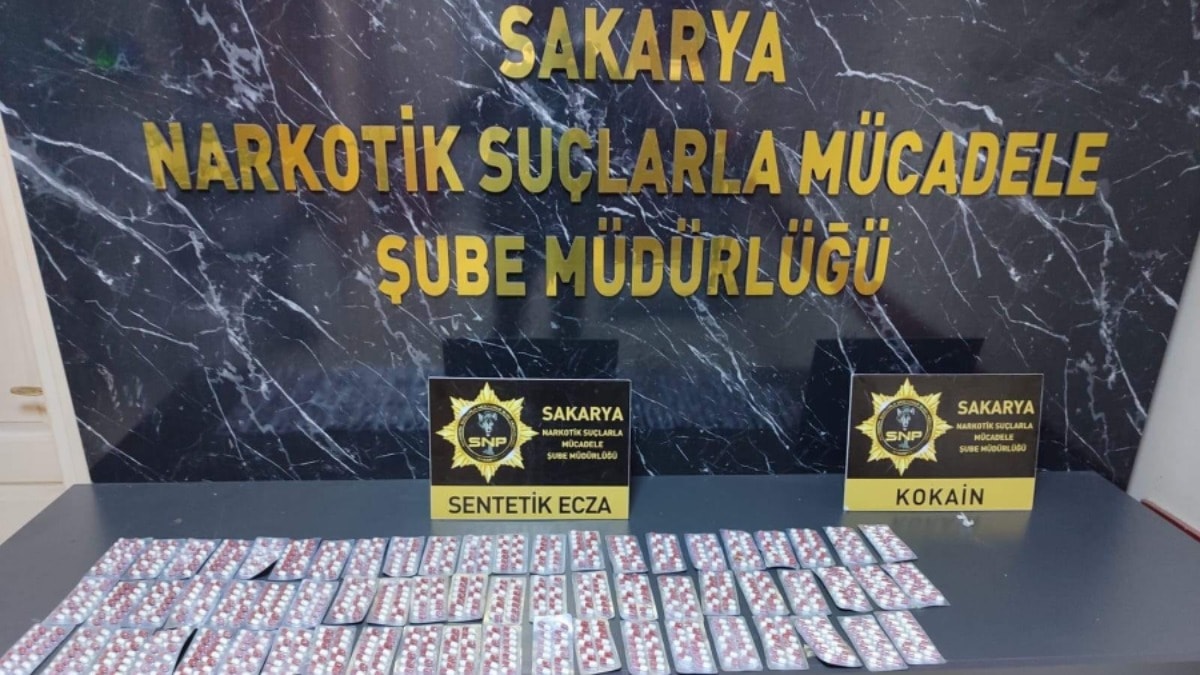 SAKARYA
NARKOTİK SUÇLARLA MÜCADELE
ŞUBE MÜDÜRLÜĞÜ
SNP
SAKARYA
NARKOTİK SUÇLARLA
MÜCADELE
ŞUBE MÜDÜRLÜĞÜ
SENTETİK ECZA
SNP
SAKARYA
NARKOTİK SUÇLARLA
MÜCADELE
ŞUBE MÜDÜRLÜĞÜ
KOKAİN